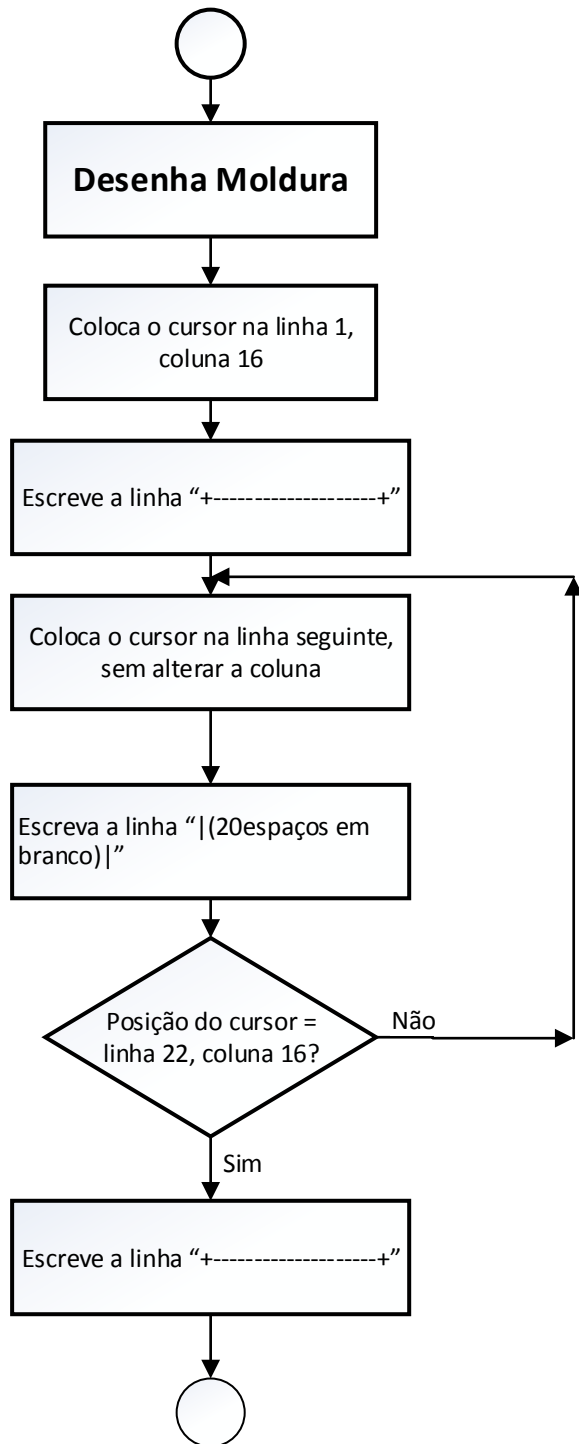 Desenha Moldura
Coloca o cursor na linha 1,
coluna 16
Escreve a linha “+--------------------+”
Coloca o cursor na linha seguinte,
sem alterar a coluna
Escreva a linha “|(20espaços em
branco)|”
Posição do cursor =
linha 22, coluna 16?
Não
Sim
Escreve a linha “+--------------------+”